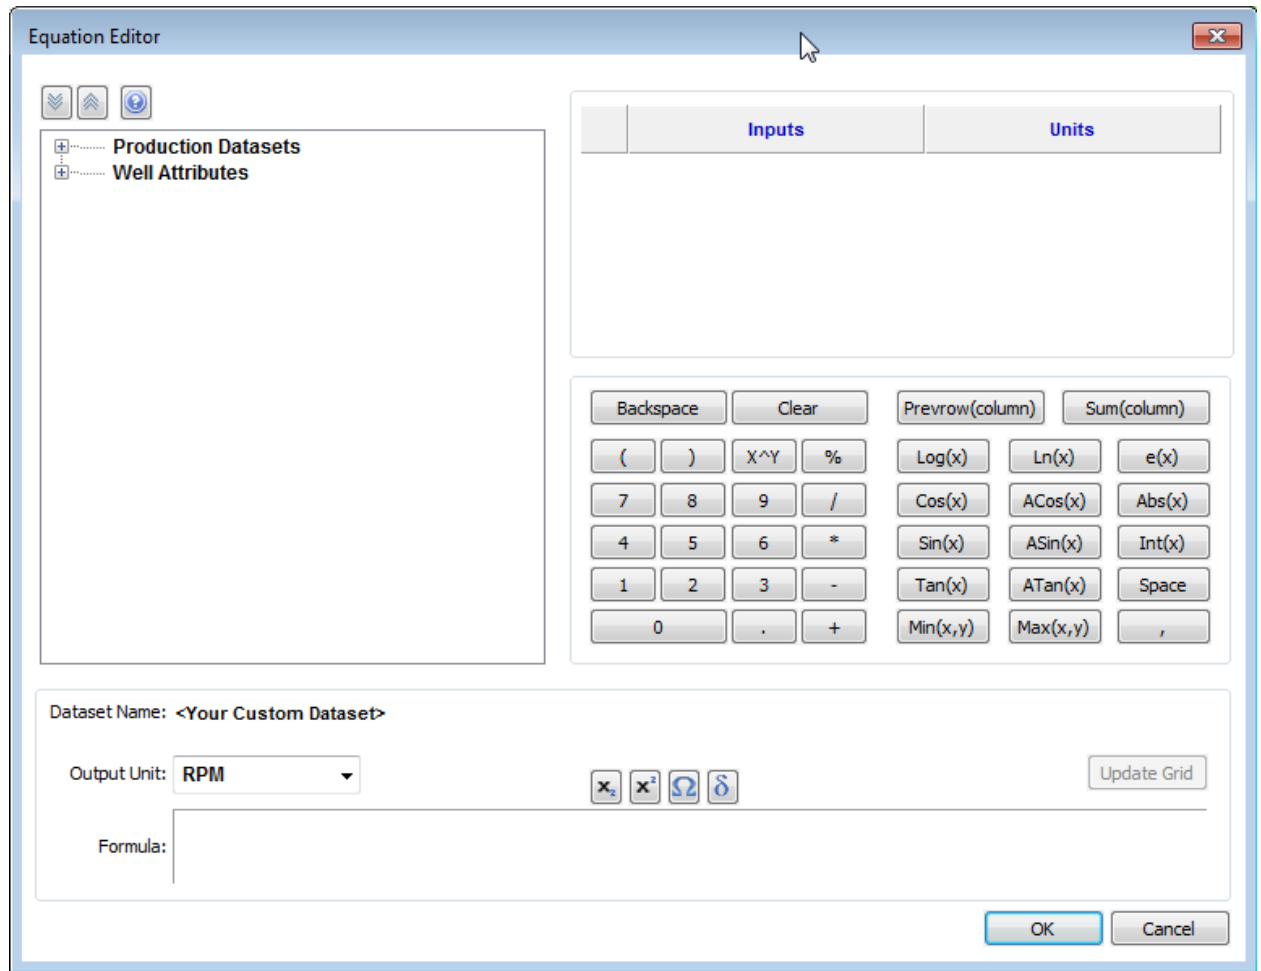 Equation Editor
Production Datasets
Well Attributes
Inputs Units
Backspace Clear Prevrow(column) Sum(column)
( ) X^Y % Log(x) Ln(x) e(x)
7 8 9 / Cos(x) ACos(x) Abs(x)
4 5 6 * Sin(x) ASin(x) Int(x)
1 2 3 - Tan(x) ATan(x) Space
0 . + Min(x,y) Max(x,y) ,
Dataset Name: <Your Custom Dataset>
Output Unit: RPM x₂ x² Ω δ Update Grid
Formula:
OK Cancel